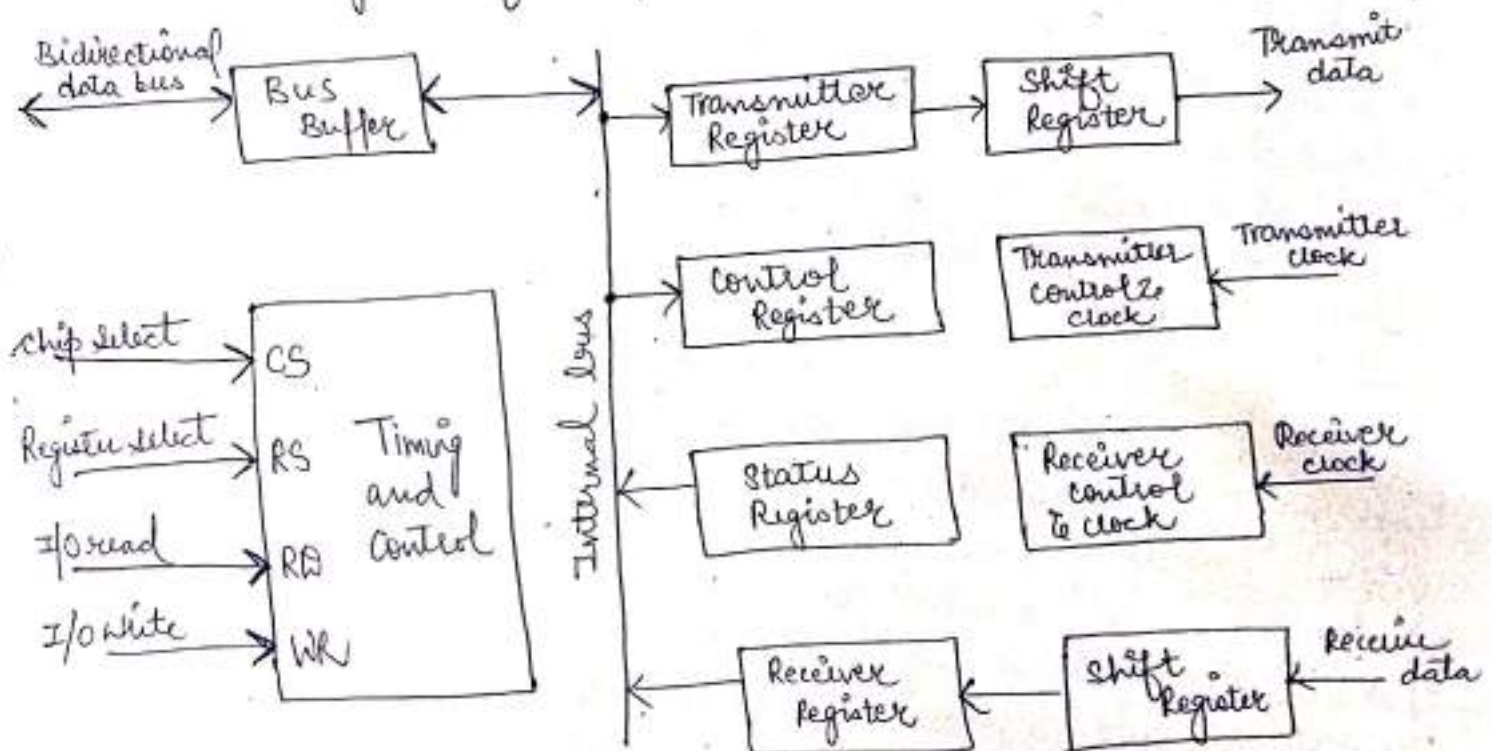 Bidirectional
data bus
Bus
Buffer
Transmitter
Register
Shift
Register
Transmit
data
Control
Register
Transmitter
control &
clock
Transmitter
clock
Chip select
CS
Register select
RS
Timing
and
Control
I/O read
RD
I/O write
WR
Internal bus
Status
Register
Receiver
control
& clock
Receiver
clock
Receiver
Register
Shift
Register
Receive
data